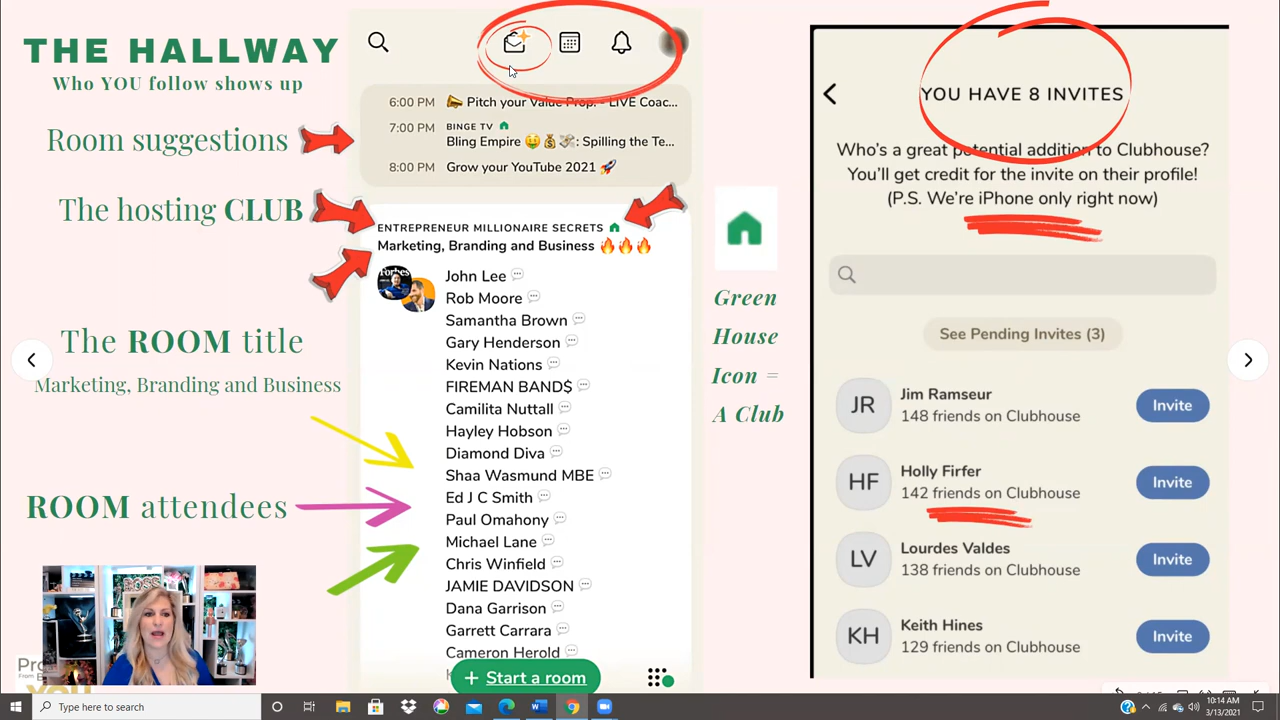 THE HALLWAY
Who YOU follow shows up
Room suggestions
The hosting CLUB
The ROOM title
Marketing, Branding and Business
ROOM attendees
6:00 PM Pitch your Value Prop. - LIVE Coac...
7:00 PM BINGE TV
Bling Empire 🤑💰💸: Spilling the Te...
8:00 PM Grow your YouTube 2021 🚀
ENTREPRENEUR MILLIONAIRE SECRETS
Marketing, Branding and Business 🔥🔥🔥
Forbes
John Lee
Rob Moore
Samantha Brown
Gary Henderson
Kevin Nations
FIREMAN BAND$
Camilita Nuttall
Hayley Hobson
Diamond Diva
Shaa Wasmund MBE
Ed J C Smith
Paul Omahony
Michael Lane
Chris Winfield
JAMIE DAVIDSON
Dana Garrison
Garrett Carrara
Cameron Herold
+ Start a room
Green
House
Icon =
A Club
YOU HAVE 8 INVITES
Who's a great potential addition to Clubhouse?
You'll get credit for the invite on their profile!
(P.S. We're iPhone only right now)
See Pending Invites (3)
JR Jim Ramseur
148 friends on Clubhouse
Invite
HF Holly Firfer
142 friends on Clubhouse
Invite
LV Lourdes Valdes
138 friends on Clubhouse
Invite
KH Keith Hines
129 friends on Clubhouse
Invite
BOSS
YOU
Type here to search
10:14 AM
3/13/2021